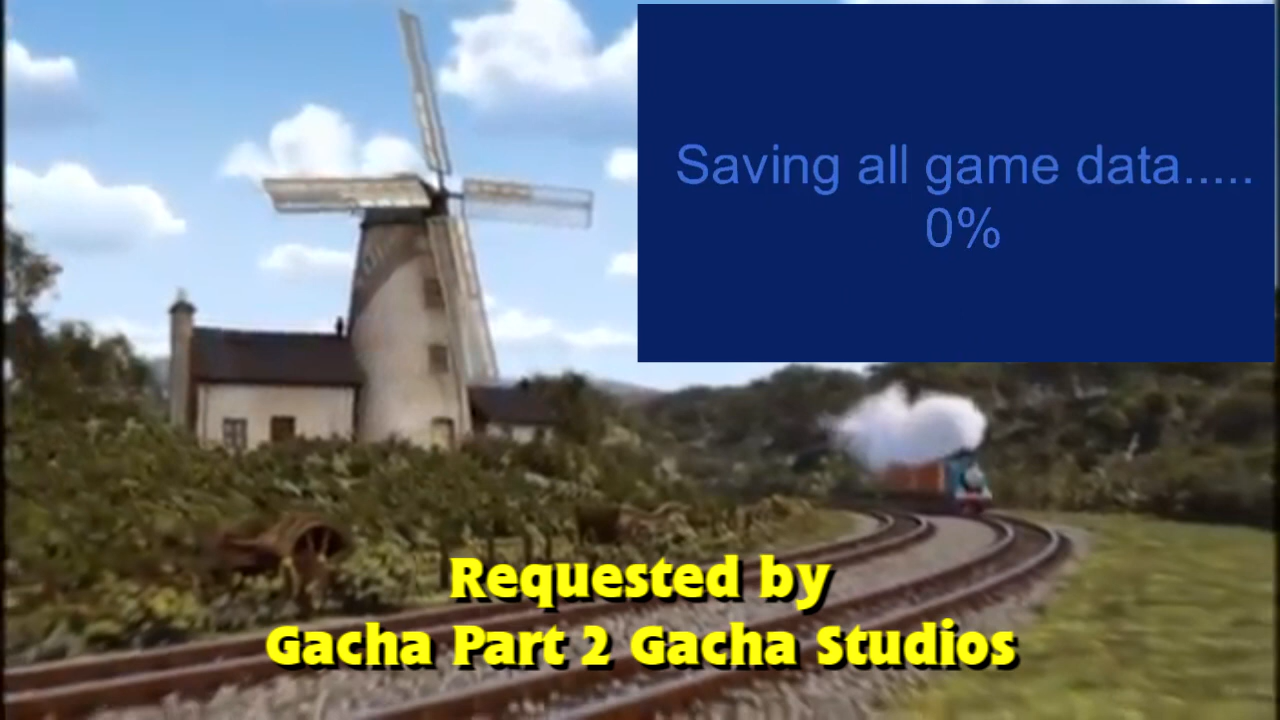 Saving all game data.....
0%
Requested by
Gacha Part 2 Gacha Studios